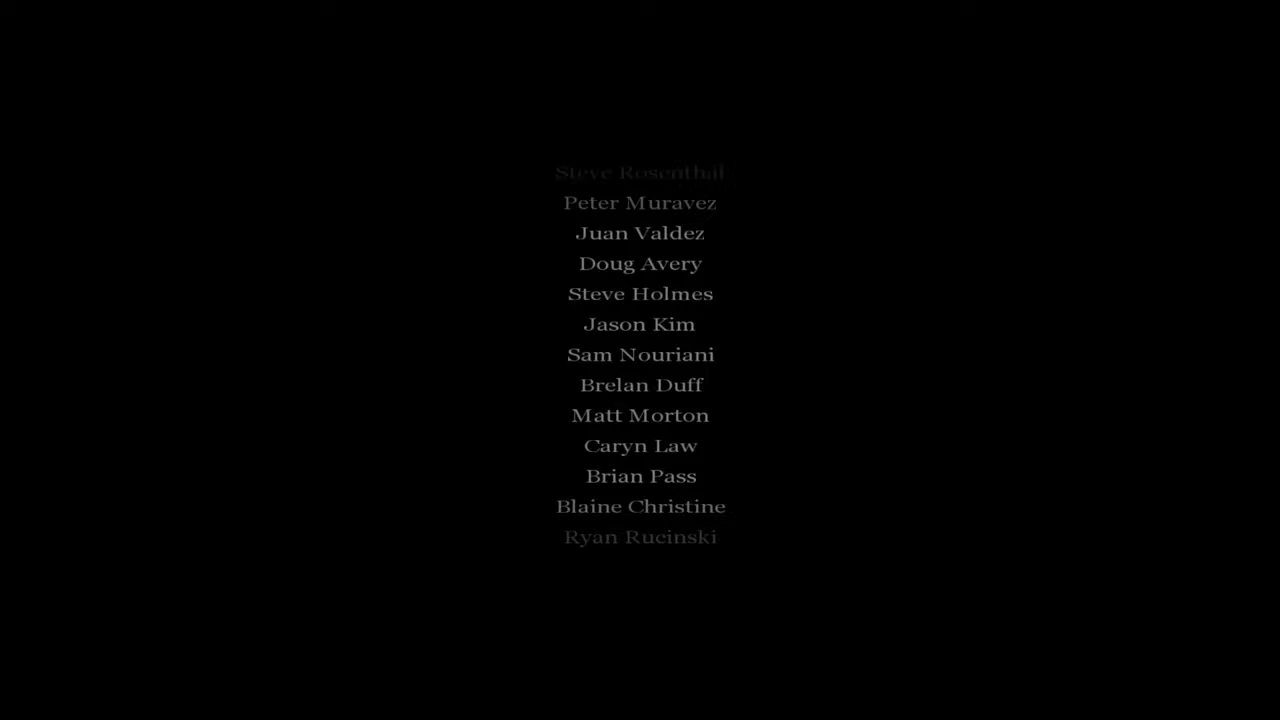 Steve Rosenthal
Peter Muravez
Juan Valdez
Doug Avery
Steve Holmes
Jason Kim
Sam Nouriani
Brelan Duff
Matt Morton
Caryn Law
Brian Pass
Blaine Christine
Ryan Rucinski